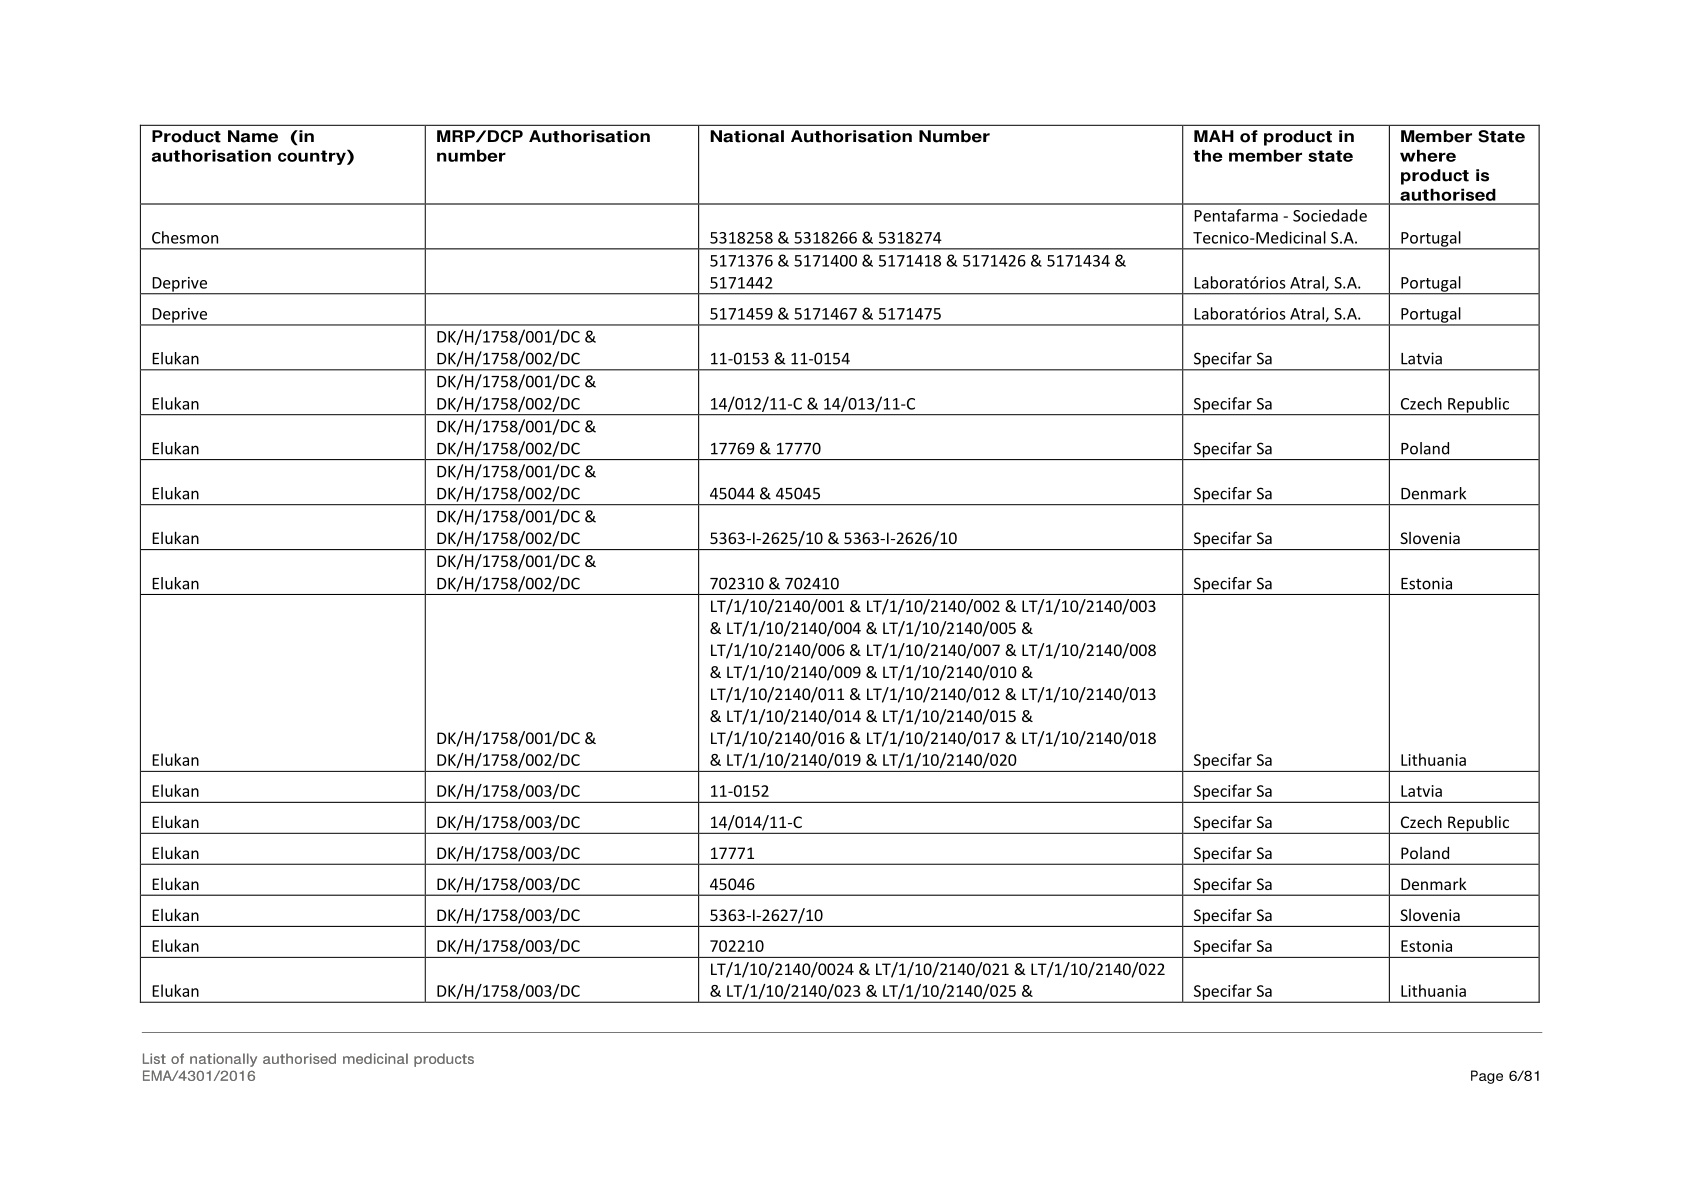 Product Name (in
authorisation country)
MRP/DCP Authorisation
number
National Authorisation Number
MAH of product in
the member state
Member State
where
product is
authorised
Chesmon
5318258 & 5318266 & 5318274
Pentafarma - Sociedade
Tecnico-Medicinal S.A.
Portugal
Deprive
5171376 & 5171400 & 5171418 & 5171426 & 5171434 &
5171442
Laboratórios Atral, S.A.
Portugal
Deprive
5171459 & 5171467 & 5171475
Laboratórios Atral, S.A.
Portugal
Elukan
DK/H/1758/001/DC &
DK/H/1758/002/DC
11-0153 & 11-0154
Specifar Sa
Latvia
Elukan
DK/H/1758/001/DC &
DK/H/1758/002/DC
14/012/11-C & 14/013/11-C
Specifar Sa
Czech Republic
Elukan
DK/H/1758/001/DC &
DK/H/1758/002/DC
17769 & 17770
Specifar Sa
Poland
Elukan
DK/H/1758/001/DC &
DK/H/1758/002/DC
45044 & 45045
Specifar Sa
Denmark
Elukan
DK/H/1758/001/DC &
DK/H/1758/002/DC
5363-I-2625/10 & 5363-I-2626/10
Specifar Sa
Slovenia
Elukan
DK/H/1758/001/DC &
DK/H/1758/002/DC
702310 & 702410
Specifar Sa
Estonia
Elukan
DK/H/1758/001/DC &
DK/H/1758/002/DC
LT/1/10/2140/001 & LT/1/10/2140/002 & LT/1/10/2140/003
& LT/1/10/2140/004 & LT/1/10/2140/005 &
LT/1/10/2140/006 & LT/1/10/2140/007 & LT/1/10/2140/008
& LT/1/10/2140/009 & LT/1/10/2140/010 &
LT/1/10/2140/011 & LT/1/10/2140/012 & LT/1/10/2140/013
& LT/1/10/2140/014 & LT/1/10/2140/015 &
LT/1/10/2140/016 & LT/1/10/2140/017 & LT/1/10/2140/018
& LT/1/10/2140/019 & LT/1/10/2140/020
Specifar Sa
Lithuania
Elukan
DK/H/1758/003/DC
11-0152
Specifar Sa
Latvia
Elukan
DK/H/1758/003/DC
14/014/11-C
Specifar Sa
Czech Republic
Elukan
DK/H/1758/003/DC
17771
Specifar Sa
Poland
Elukan
DK/H/1758/003/DC
45046
Specifar Sa
Denmark
Elukan
DK/H/1758/003/DC
5363-I-2627/10
Specifar Sa
Slovenia
Elukan
DK/H/1758/003/DC
702210
Specifar Sa
Estonia
Elukan
DK/H/1758/003/DC
LT/1/10/2140/0024 & LT/1/10/2140/021 & LT/1/10/2140/022
& LT/1/10/2140/023 & LT/1/10/2140/025 &
Specifar Sa
Lithuania
List of nationally authorised medicinal products
EMA/4301/2016
Page 6/81